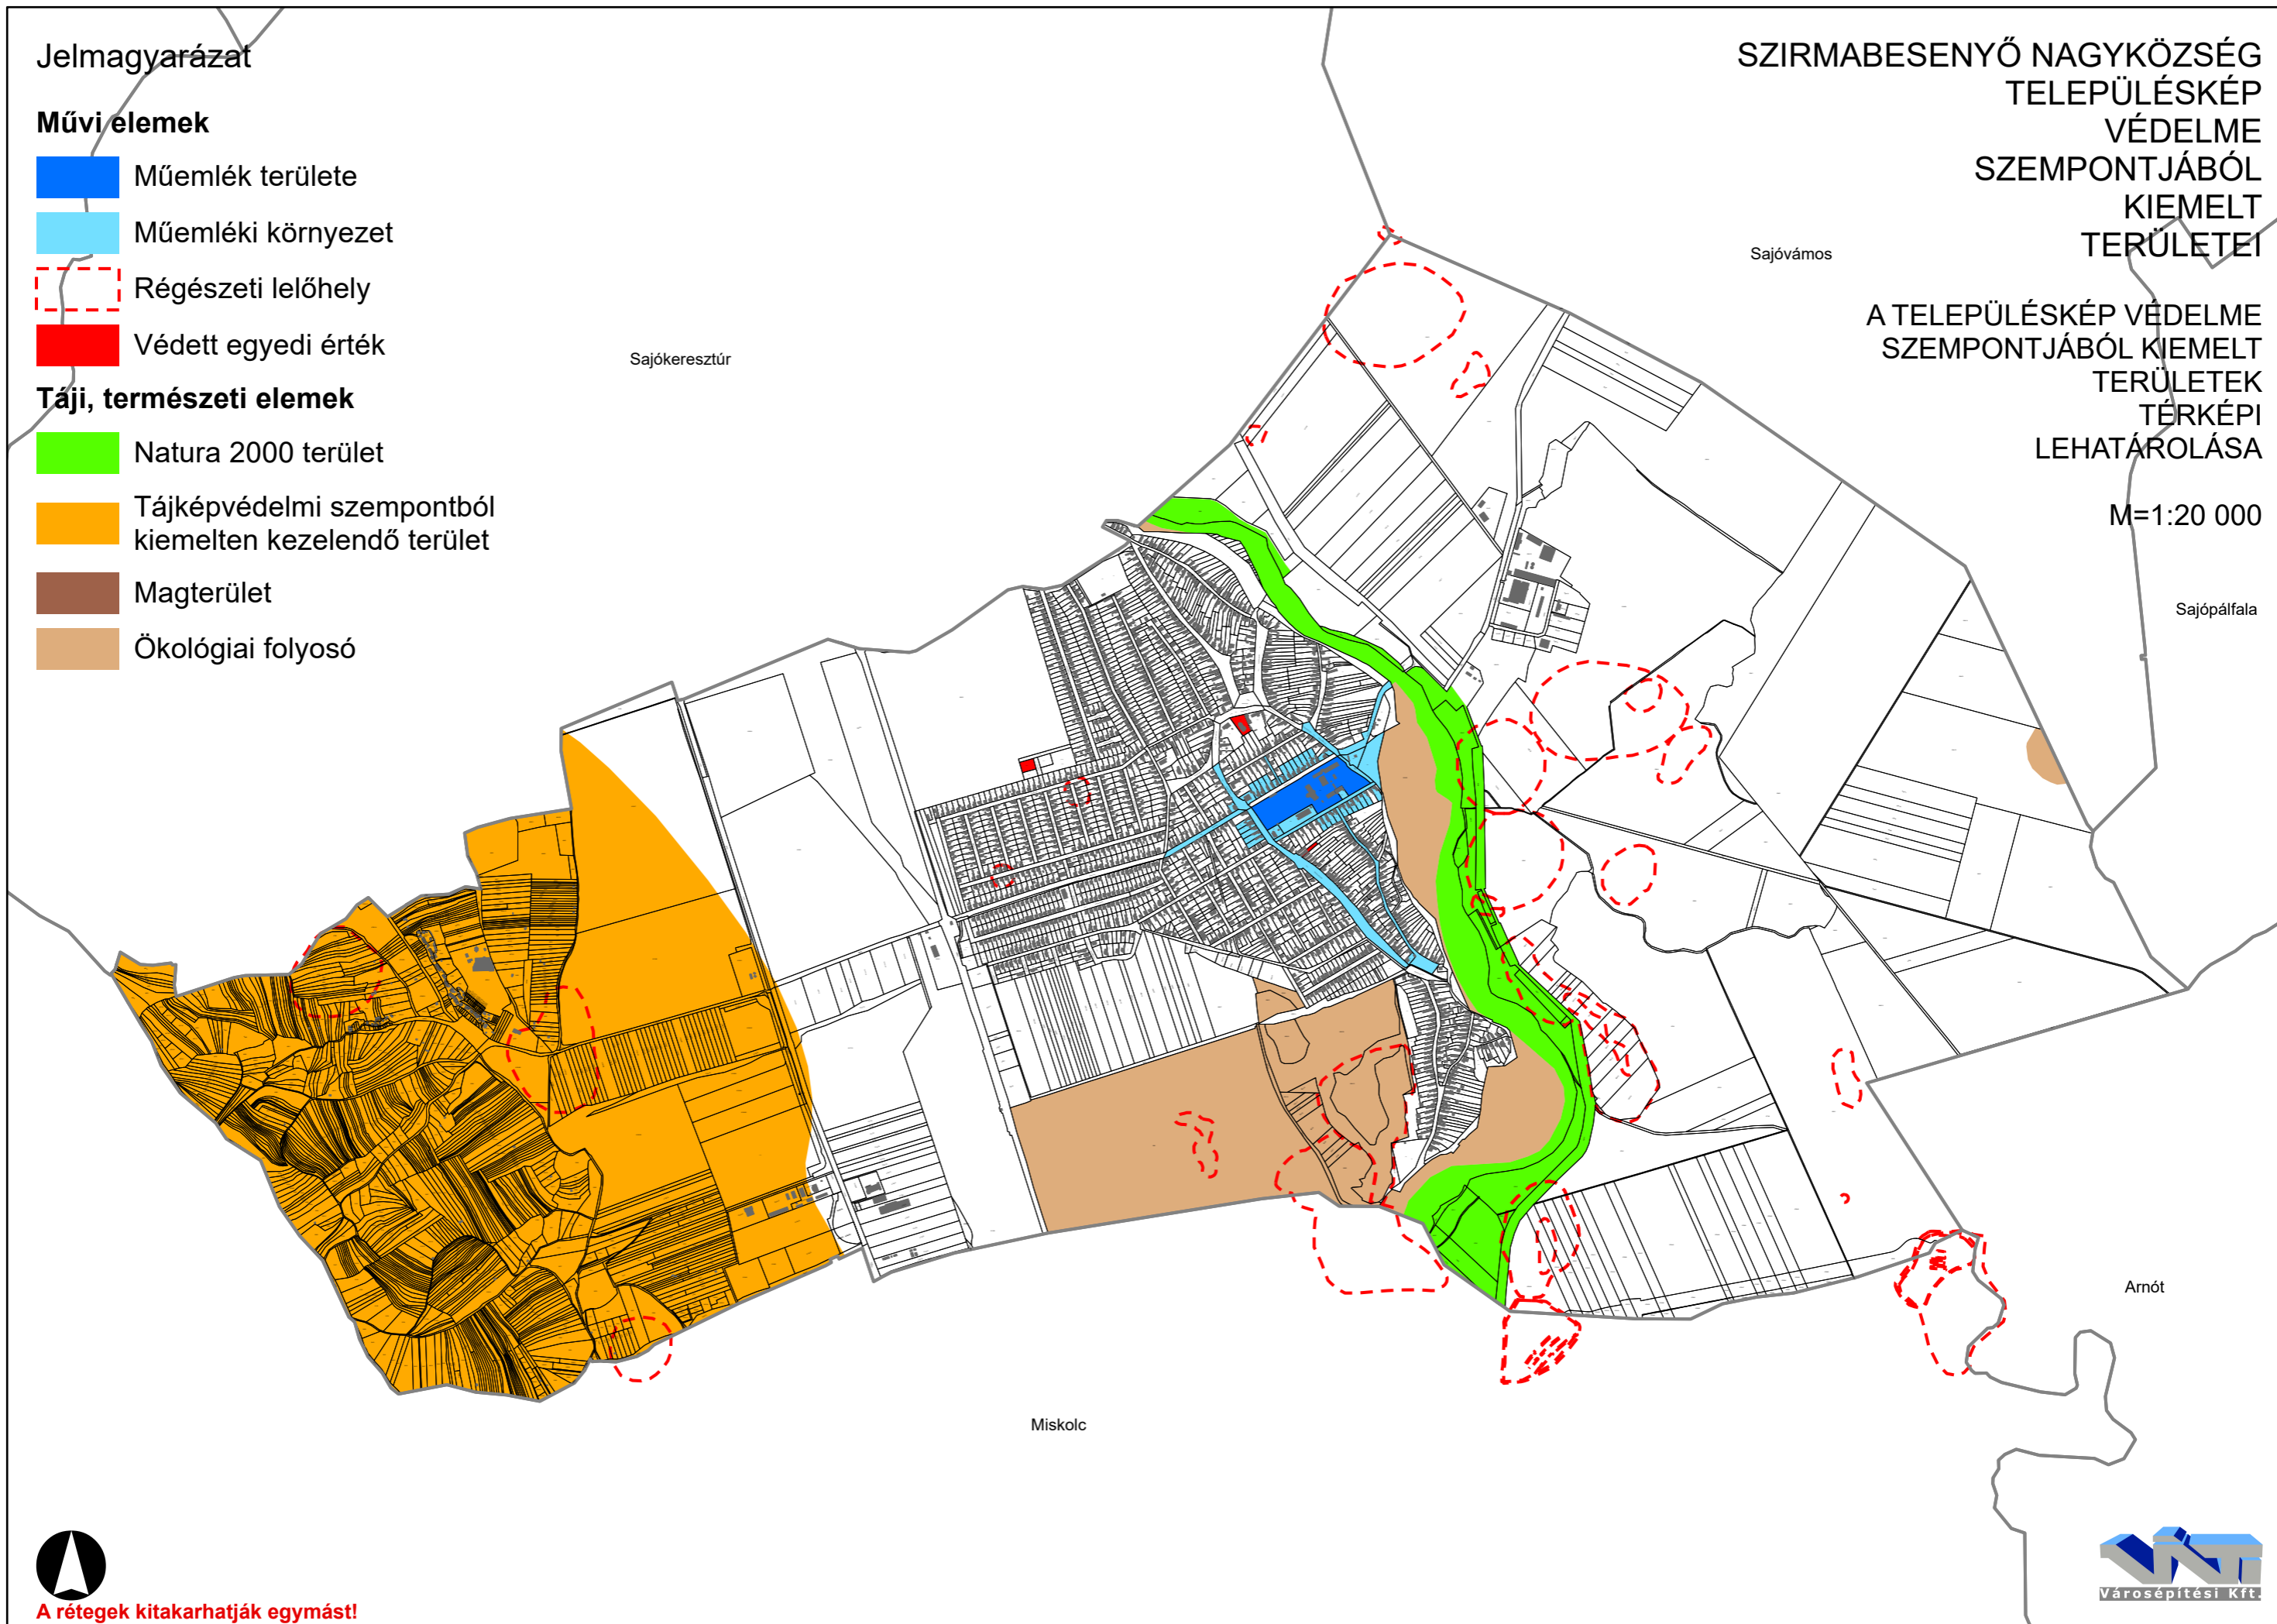 Jelmagyarázat
Művi elemek
Műemlék területe
Műemléki környezet
Régészeti lelőhely
Védett egyedi érték
Táji, természeti elemek
Natura 2000 terület
Tájképvédelmi szempontból
kiemelten kezelendő terület
Magterület
Ökológiai folyosó
SZIRMABESENYŐ NAGYKÖZSÉG
TELEPÜLÉSKÉP
VÉDELME
SZEMPONTJÁBÓL
KIEMELT
TERÜLETEI
A TELEPÜLÉSKÉP VÉDELME
SZEMPONTJÁBÓL KIEMELT
TERÜLETEK
TÉRKÉPI
LEHATÁROLÁSA
M=1:20 000
Sajóvámos
Sajókeresztúr
Sajópálfala
Arnót
Miskolc
A rétegek kitakarhatják egymást!
VÁTI
Városépítési Kft.